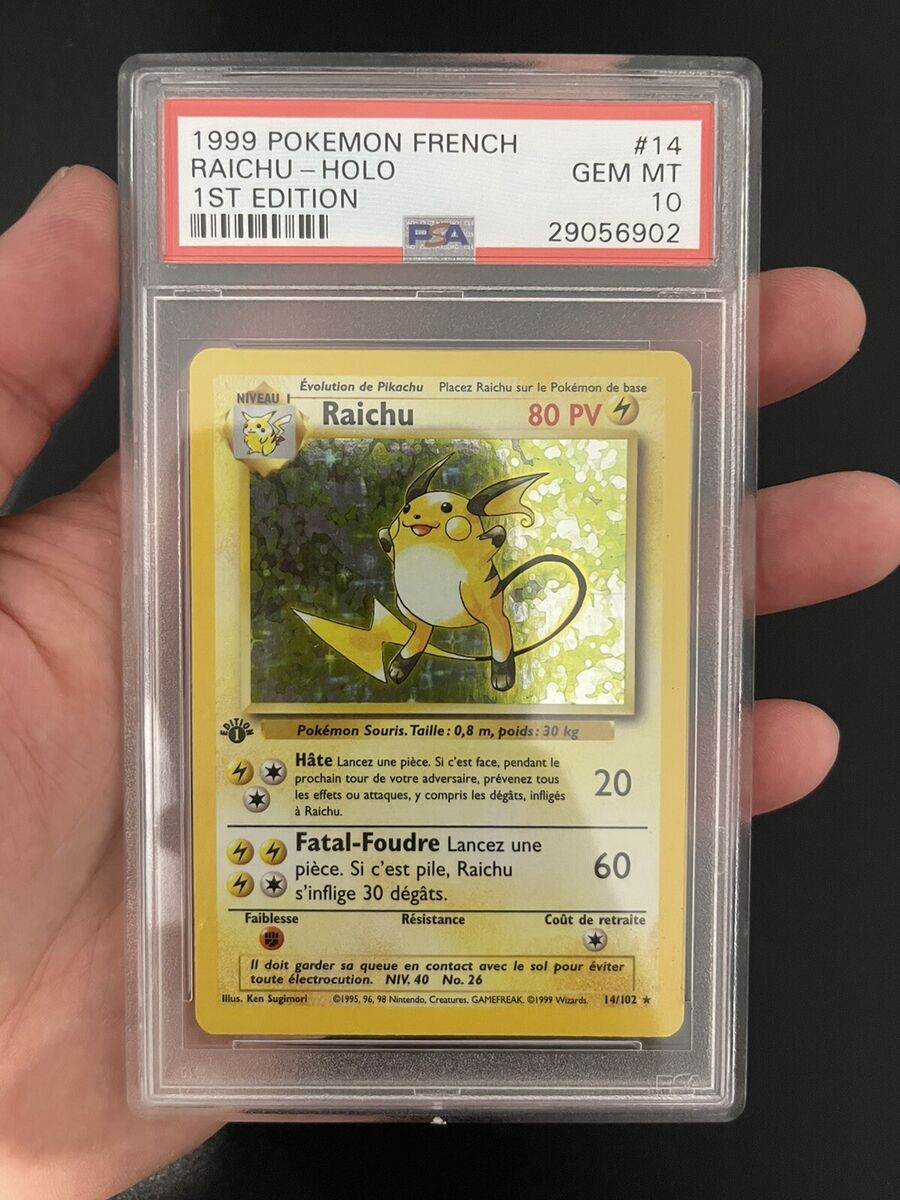 1999 POKEMON FRENCH #14
RAICHU – HOLO GEM MT
1ST EDITION 10
PSA 29056902
Évolution de Pikachu Placez Raichu sur le Pokémon de base
NIVEAU I
Raichu 80 PV
EDITION 1
Pokémon Souris. Taille : 0,8 m, poids : 30 kg
Hâte Lancez une pièce. Si c'est face, pendant le
prochain tour de votre adversaire, prévenez tous
les effets ou attaques, y compris les dégâts, infligés
à Raichu.
20
Fatal-Foudre Lancez une
pièce. Si c'est pile, Raichu
s'inflige 30 dégâts.
60
Faiblesse Résistance Coût de retraite
Il doit garder sa queue en contact avec le sol pour éviter
toute électrocution. NIV. 40 No. 26
Illus. Ken Sugimori ©1995, 96, 98 Nintendo, Creatures, GAMEFREAK. ©1999 Wizards. 14/102 ★
PSA